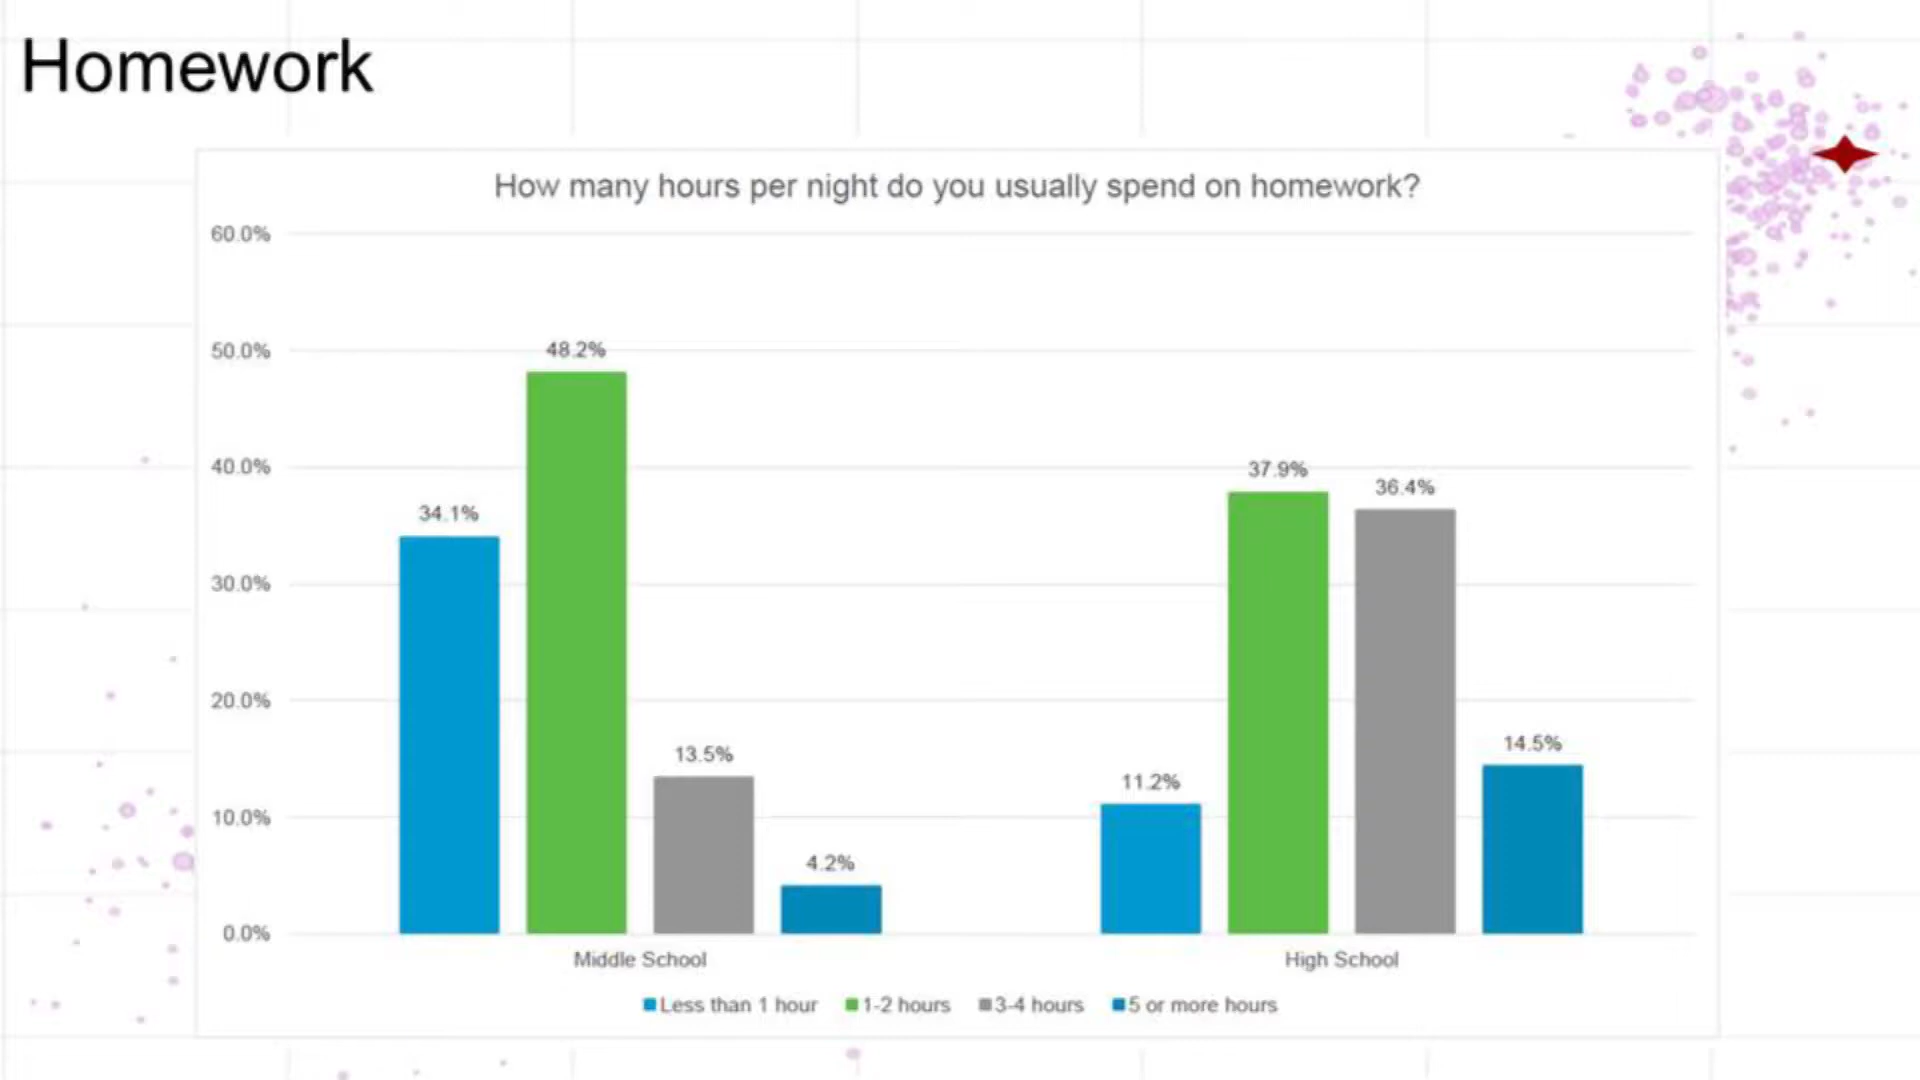 Homework
How many hours per night do you usually spend on homework?
60.0%
50.0%
40.0%
30.0%
20.0%
10.0%
0.0%
34.1%
48.2%
13.5%
4.2%
11.2%
37.9%
36.4%
14.5%
Middle School
High School
Less than 1 hour
1-2 hours
3-4 hours
5 or more hours